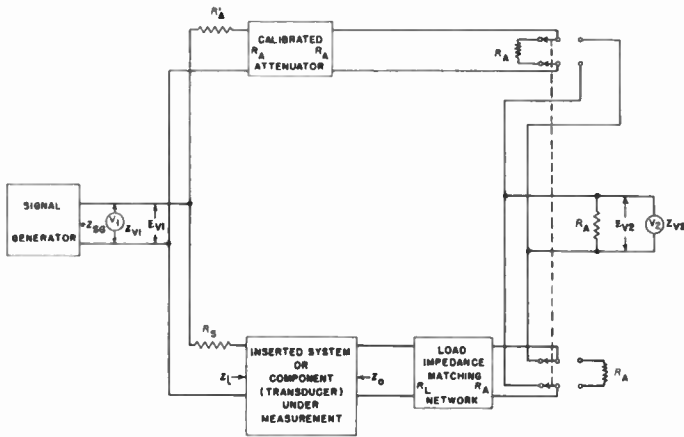 R'A
CALIBRATED
RA RA
ATTENUATOR
RA
SIGNAL
GENERATOR
ZSG
V1
ZV1
EV1
RA
EV2
V2
ZV2
RS
INSERTED SYSTEM
OR
COMPONENT
(TRANSDUCER)
UNDER
MEASUREMENT
Zi
Zo
LOAD
IMPEDANCE
MATCHING
RL RA
NETWORK
RA